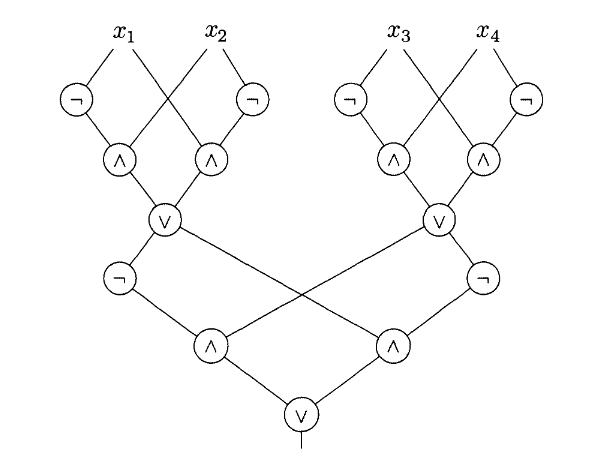 x₁ x₂ x₃ x₄
¬ ¬ ¬ ¬
∧ ∧ ∧ ∧
∨ ∨
¬ ¬
∧ ∧
∨